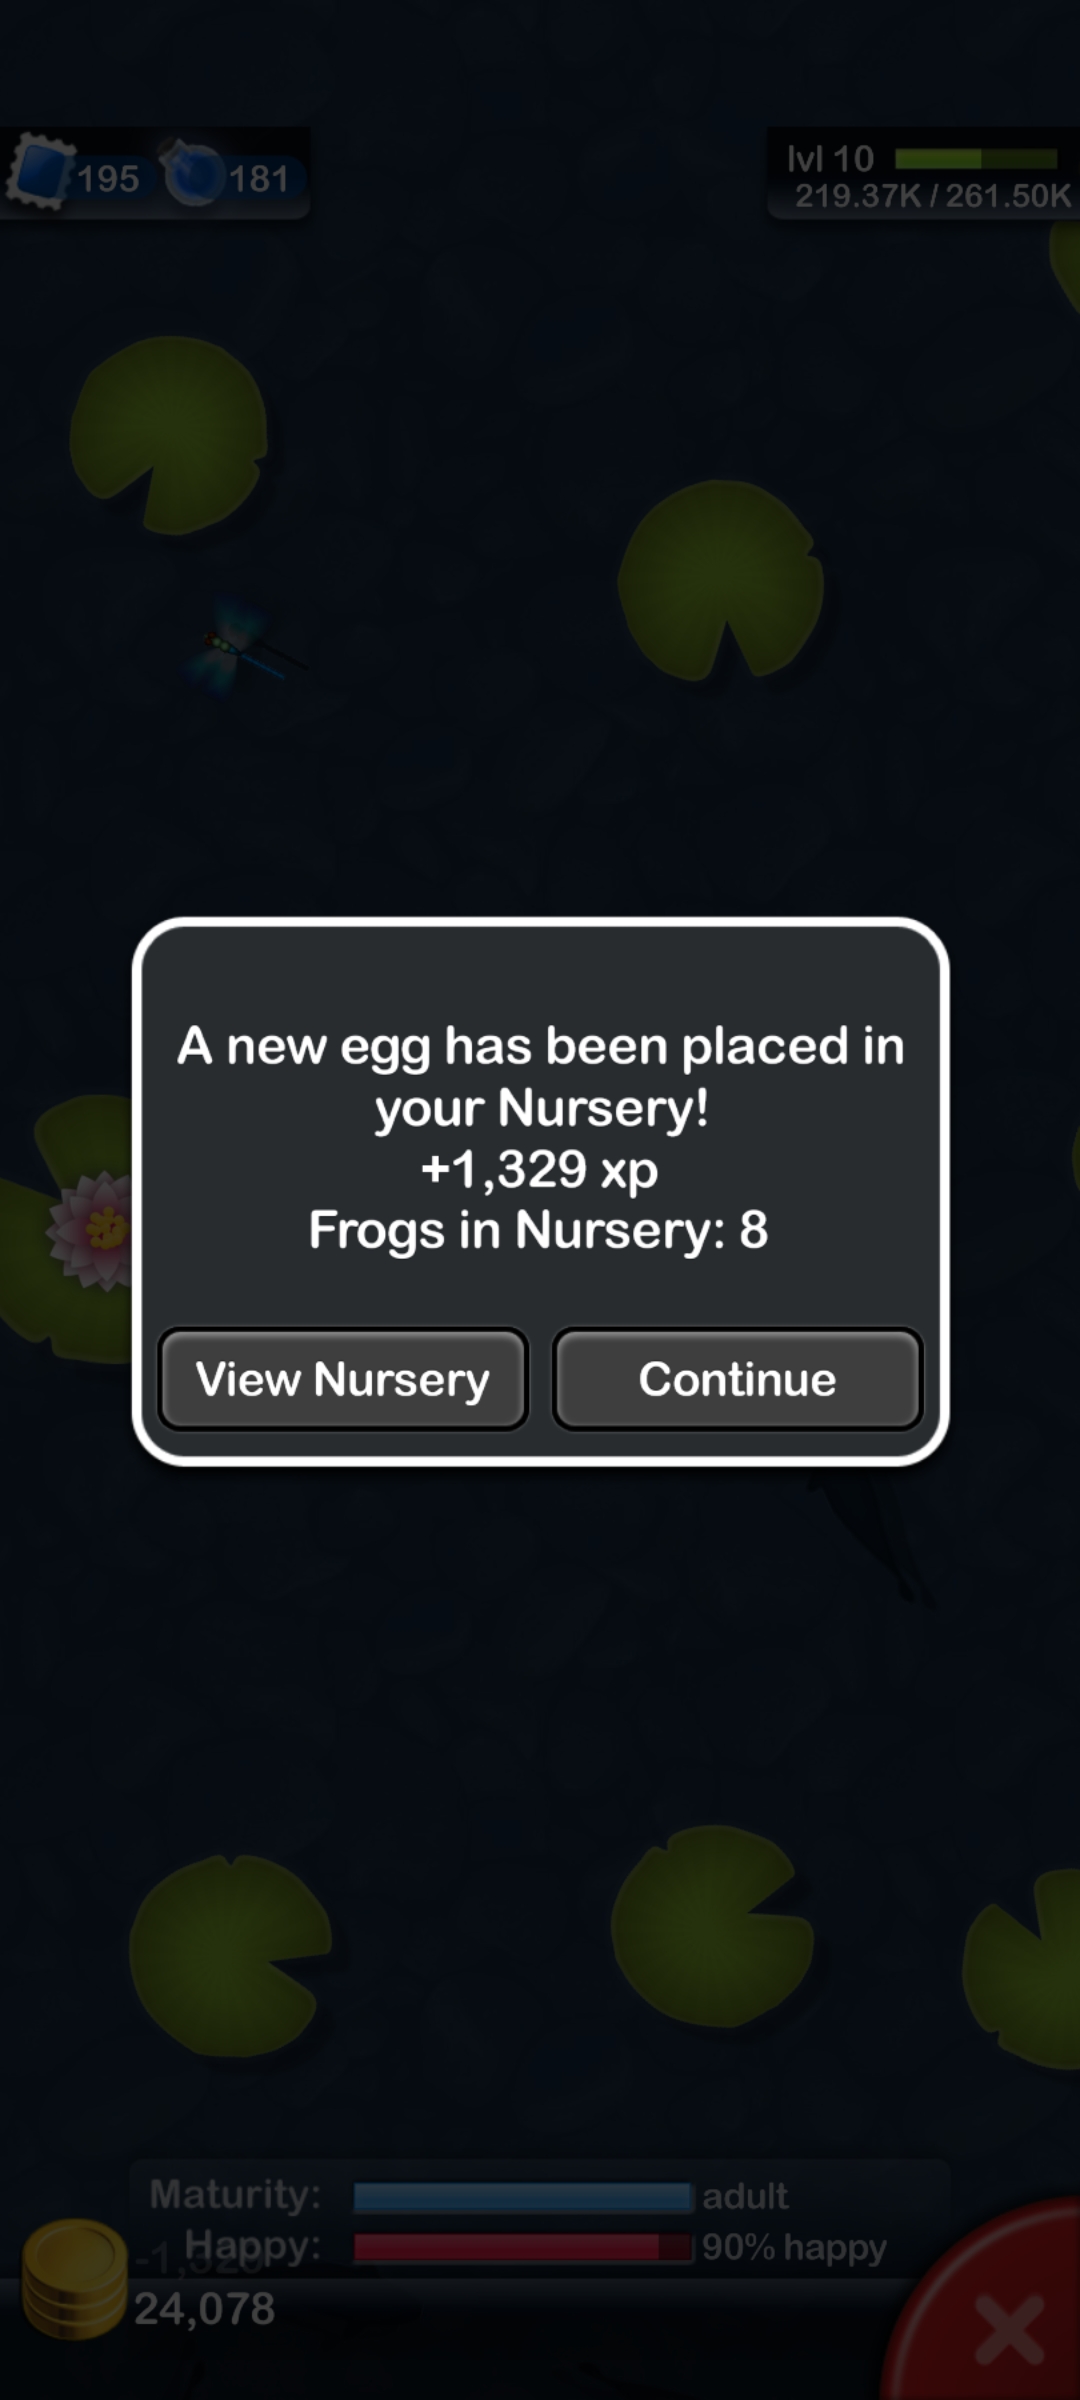 195 181
lvl 10
219.37K / 261.50K
A new egg has been placed in
your Nursery!
+1,329 xp
Frogs in Nursery: 8
View Nursery Continue
Maturity: adult
Happy: 90% happy
24,078